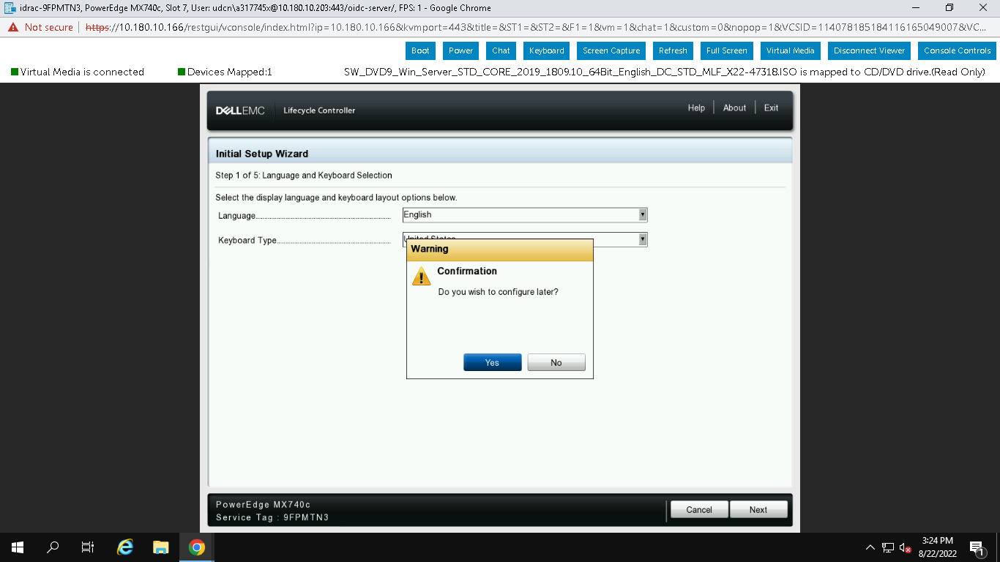 idrac-9FPMTN3, PowerEdge MX740c, Slot 7, User: udcn\a317745x@10.180.10.203:443/oidc-server/, FPS: 1 - Google Chrome
Not secure https://10.180.10.166/restgui/vconsole/index.html?ip=10.180.10.166&kvmport=443&title=&ST1=&ST2=&F1=1&vm=1&chat=1&custom=0&nopop=1&VCSID=114078185184116165049007&VC...
Boot Power Chat Keyboard Screen Capture Refresh Full Screen Virtual Media Disconnect Viewer Console Controls
Virtual Media is connected Devices Mapped:1 SW_DVD9_Win_Server_STD_CORE_2019_1809.10_64Bit_English_DC_STD_MLF_X22-47318.ISO is mapped to CD/DVD drive.(Read Only)
DELLEMC Lifecycle Controller Help About Exit
Initial Setup Wizard
Step 1 of 5: Language and Keyboard Selection
Select the display language and keyboard layout options below.
Language English
Keyboard Type United States
Warning
Confirmation
Do you wish to configure later?
Yes No
PowerEdge MX740c
Service Tag : 9FPMTN3
Cancel Next
3:24 PM
8/22/2022
1